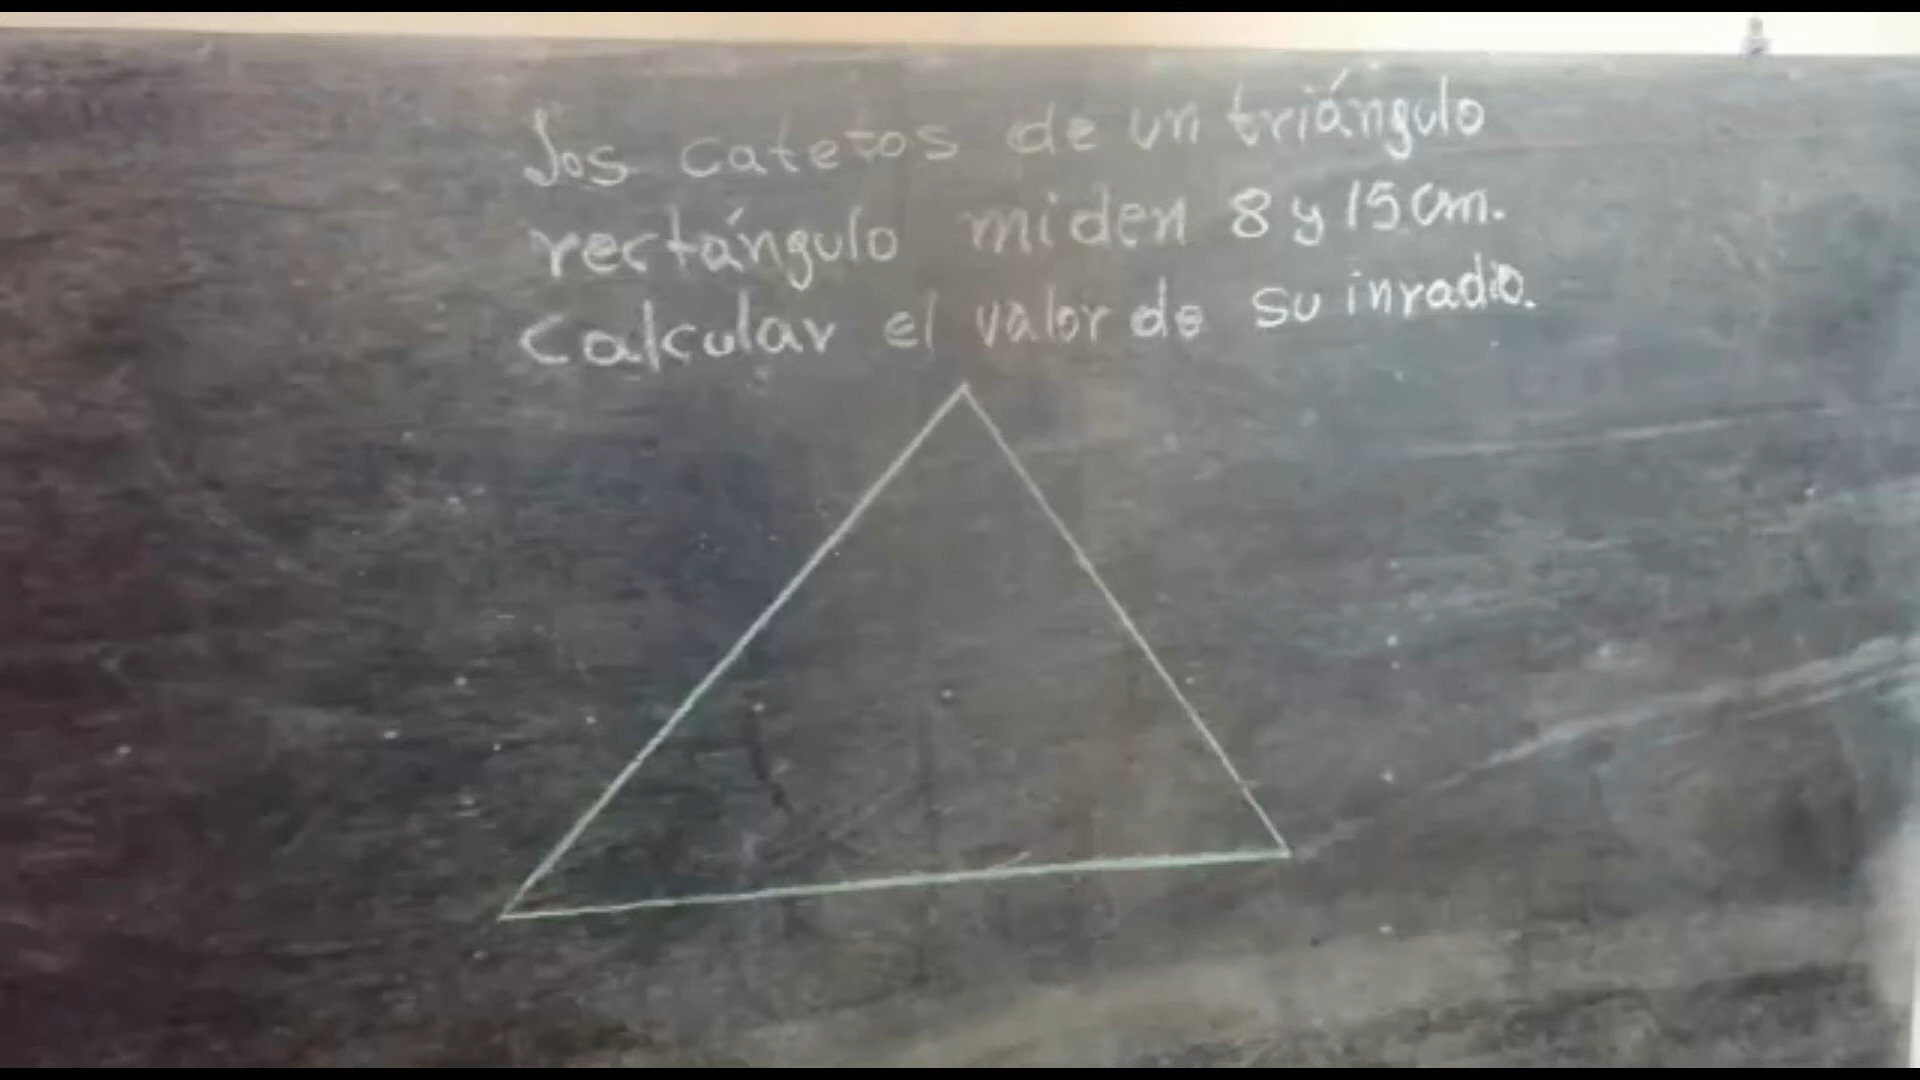 Los catetos de un triángulo
rectángulo miden 8 y 15 cm.
Calcular el valor de su inradio.